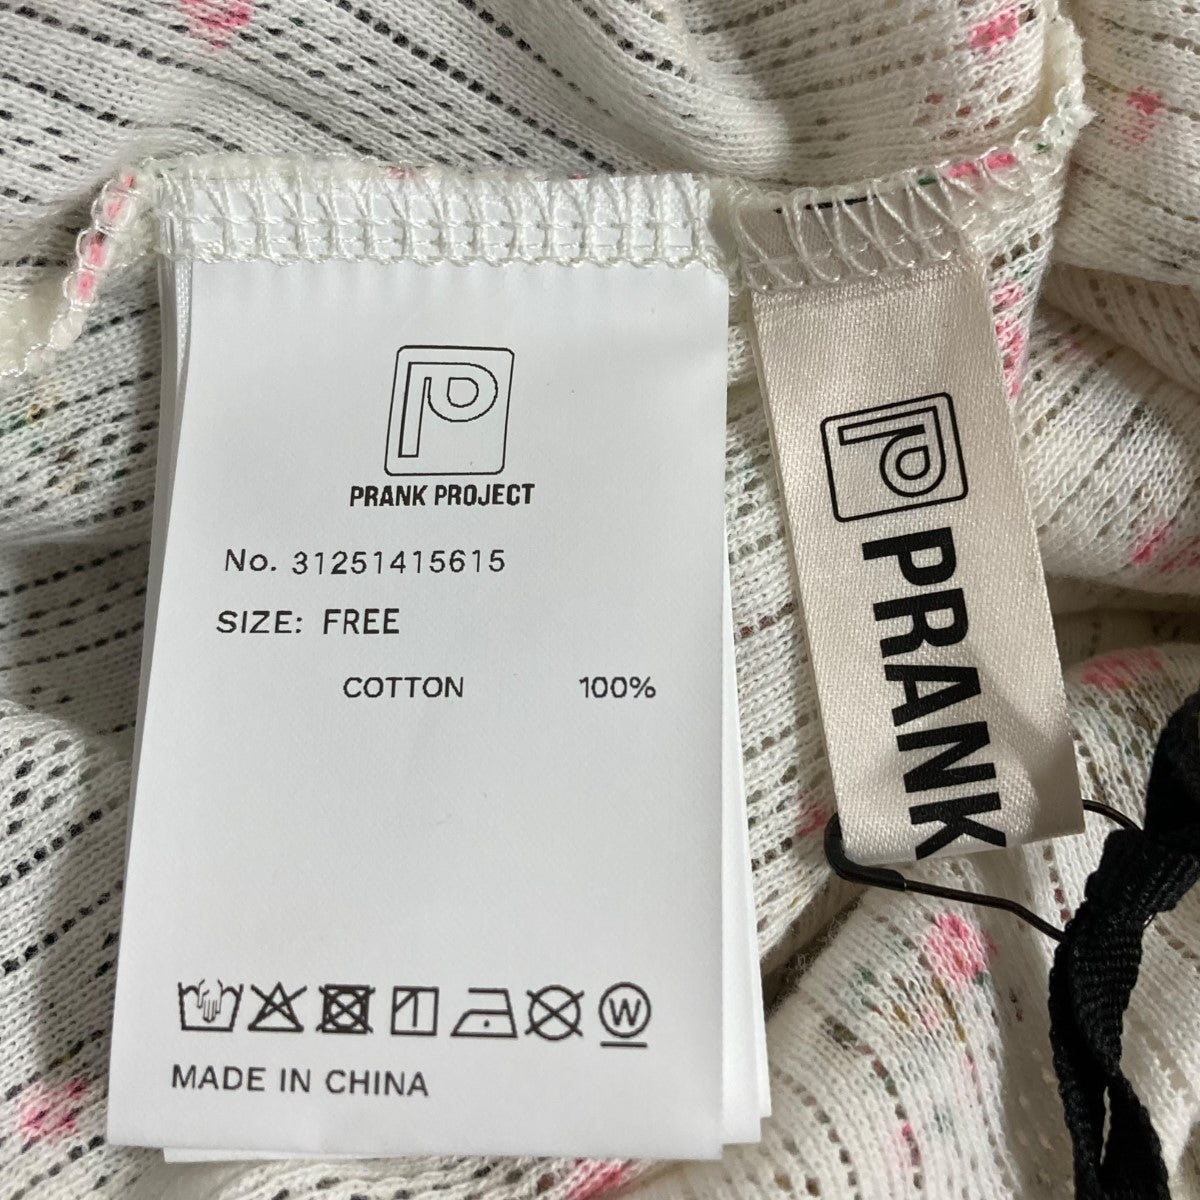 PRANK PROJECT
No. 31251415615
SIZE: FREE
COTTON 100%
W
MADE IN CHINA
PRANK